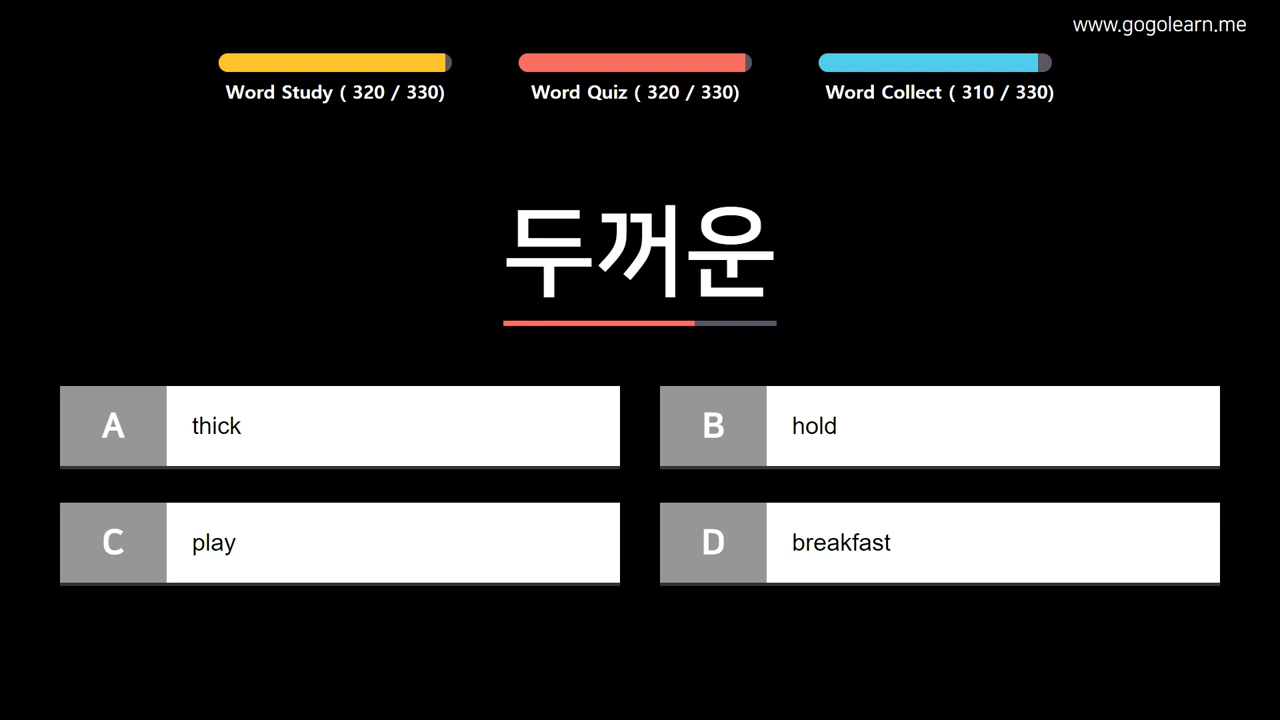 www.gogolearn.me
Word Study ( 320 / 330)
Word Quiz ( 320 / 330)
Word Collect ( 310 / 330)
두꺼운
A thick
B hold
C play
D breakfast